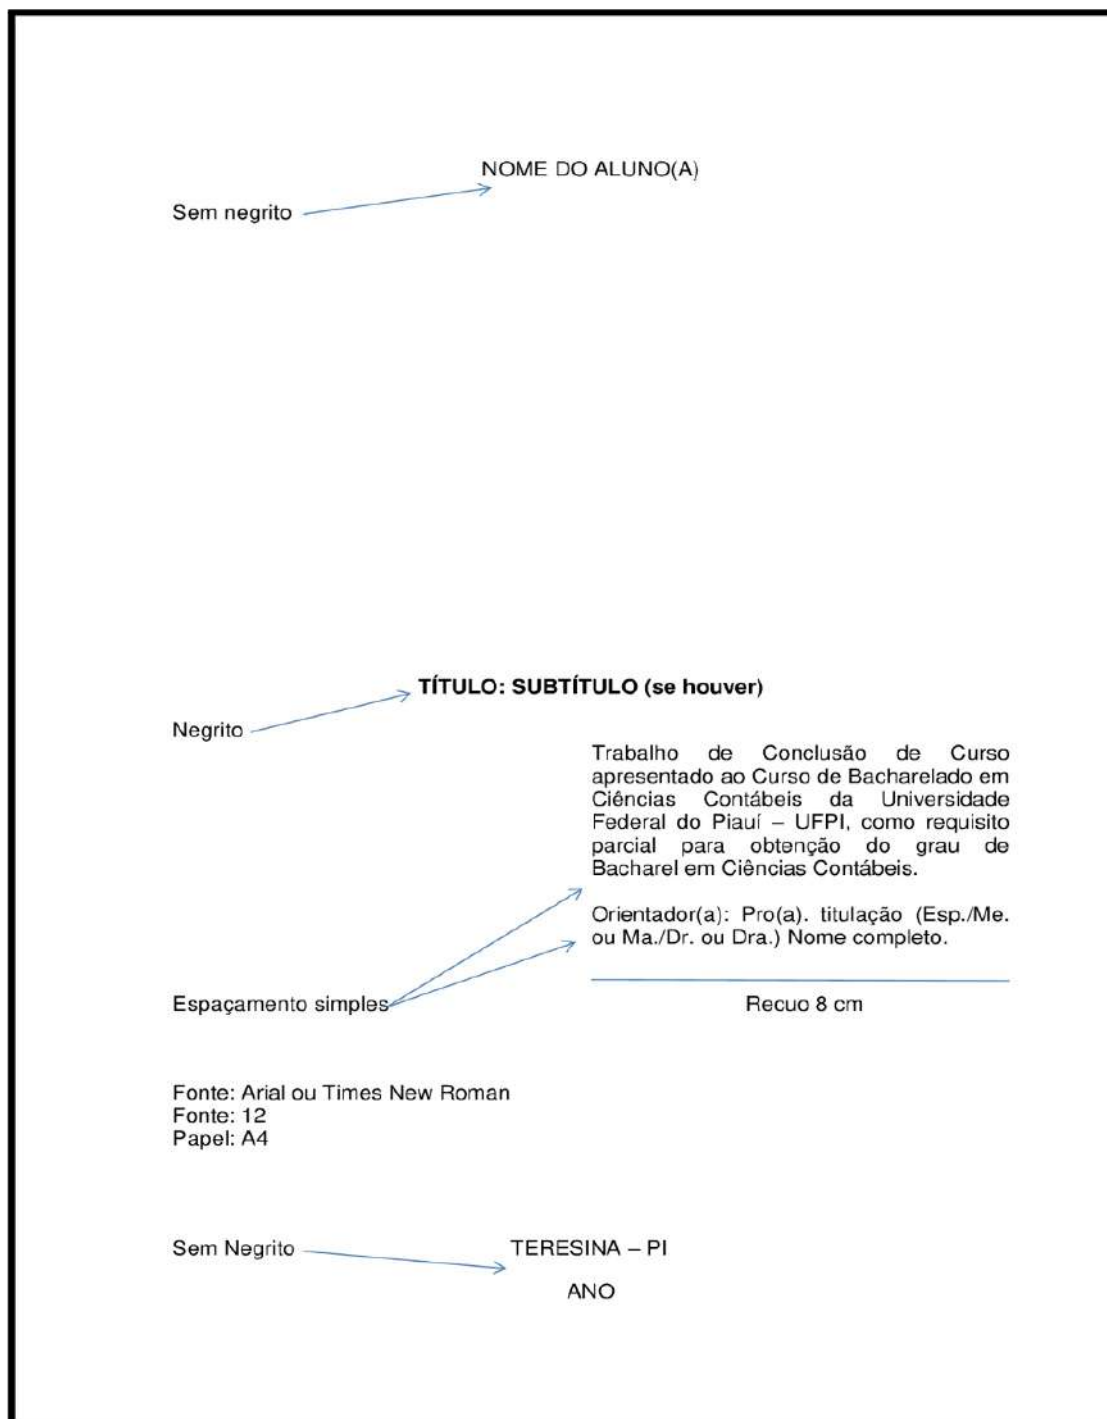 NOME DO ALUNO(A)
Sem negrito
TÍTULO: SUBTÍTULO (se houver)
Negrito
Trabalho de Conclusão de Curso
apresentado ao Curso de Bacharelado em
Ciências Contábeis da Universidade
Federal do Piauí – UFPI, como requisito
parcial para obtenção do grau de
Bacharel em Ciências Contábeis.
Orientador(a): Pro(a). titulação (Esp./Me.
ou Ma./Dr. ou Dra.) Nome completo.
Espaçamento simples
Recuo 8 cm
Fonte: Arial ou Times New Roman
Fonte: 12
Papel: A4
Sem Negrito
TERESINA – PI
ANO